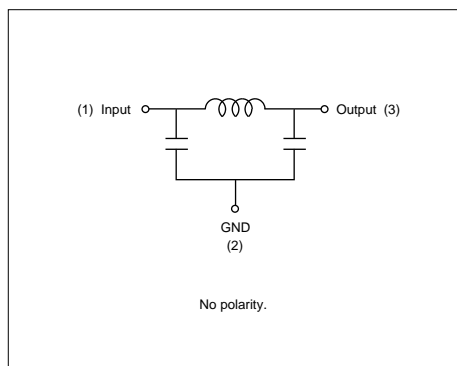 (1) Input
Output (3)
GND
(2)
No polarity.